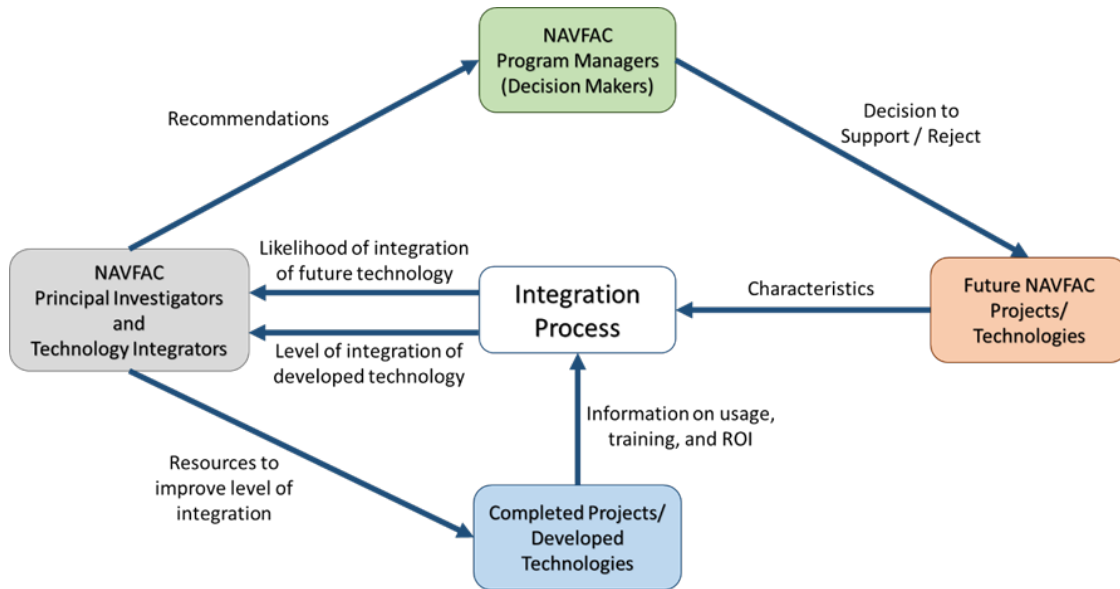 NAVFAC
Program Managers
(Decision Makers)
Recommendations
Decision to
Support / Reject
Likelihood of integration
of future technology
NAVFAC
Principal Investigators
and
Technology Integrators
Integration
Process
Characteristics
Future NAVFAC
Projects/
Technologies
Level of integration of
developed technology
Information on usage,
training, and ROI
Resources to
improve level of
integration
Completed Projects/
Developed
Technologies